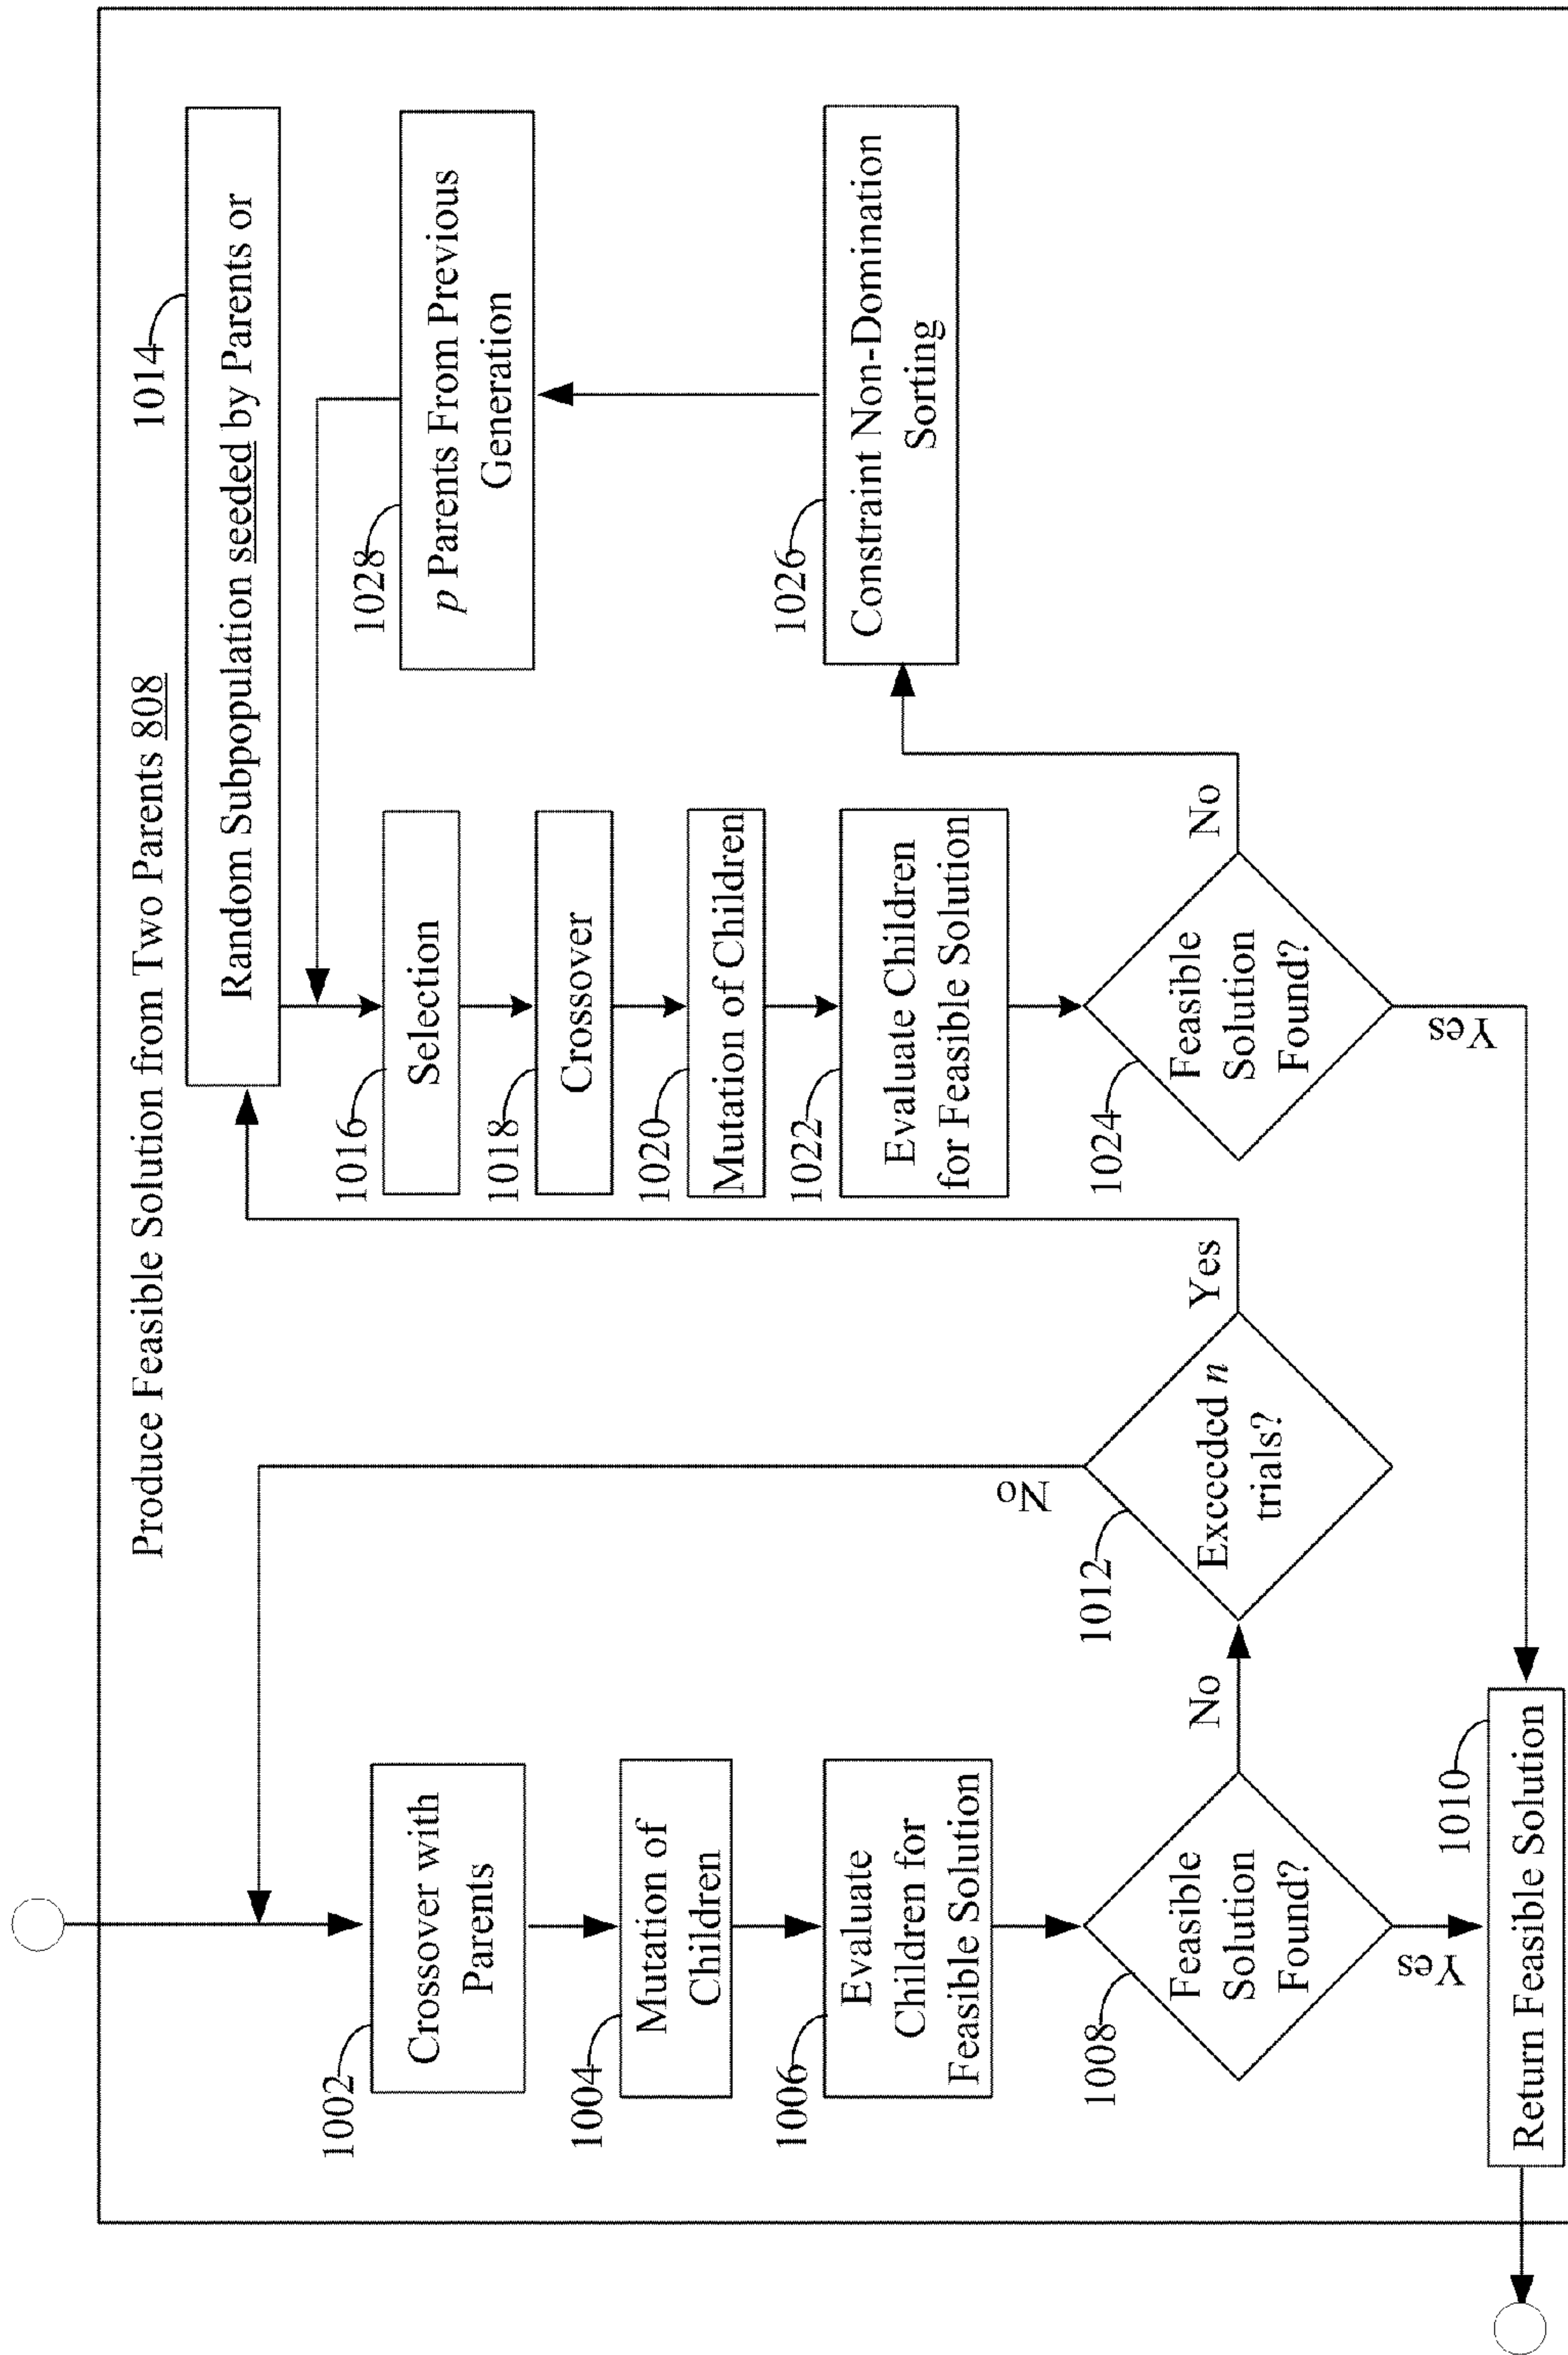 Produce Feasible Solution from Two Parents 808
1002
Crossover with
Parents
1004
Mutation of
Children
1006
Evaluate
Children for
Feasible Solution
1008
Feasible
Solution
Found?
No
Yes
1010
Return Feasible Solution
1012
Exceeded n
trials?
No
Yes
1014
Random Subpopulation seeded by Parents or
1016
Selection
1018
Crossover
1020
Mutation of Children
1022
Evaluate Children
for Feasible Solution
1024
Feasible
Solution
Found?
No
Yes
1026
Constraint Non-Domination
Sorting
1028
p Parents From Previous
Generation